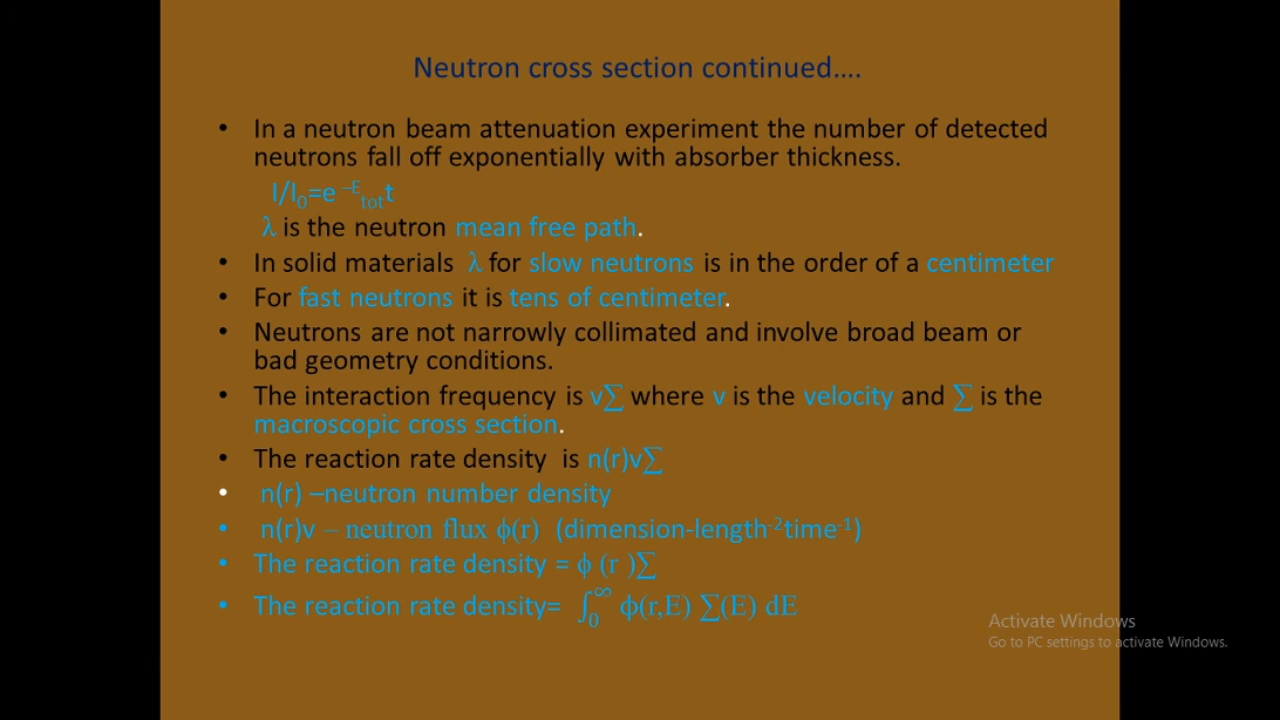 Neutron cross section continued....
• In a neutron beam attenuation experiment the number of detected
neutrons fall off exponentially with absorber thickness.
I/I₀=e ⁻ᴱₜₒₜt
λ is the neutron mean free path.
• In solid materials λ for slow neutrons is in the order of a centimeter
• For fast neutrons it is tens of centimeter.
• Neutrons are not narrowly collimated and involve broad beam or
bad geometry conditions.
• The interaction frequency is v∑ where v is the velocity and ∑ is the
macroscopic cross section.
• The reaction rate density is n(r)v∑
• n(r) –neutron number density
• n(r)v – neutron flux ϕ(r) (dimension-length⁻²time⁻¹)
• The reaction rate density = ϕ (r )∑
• The reaction rate density= ∫₀^∞ ϕ(r,E) ∑(E) dE
Activate Windows
Go to PC settings to activate Windows.